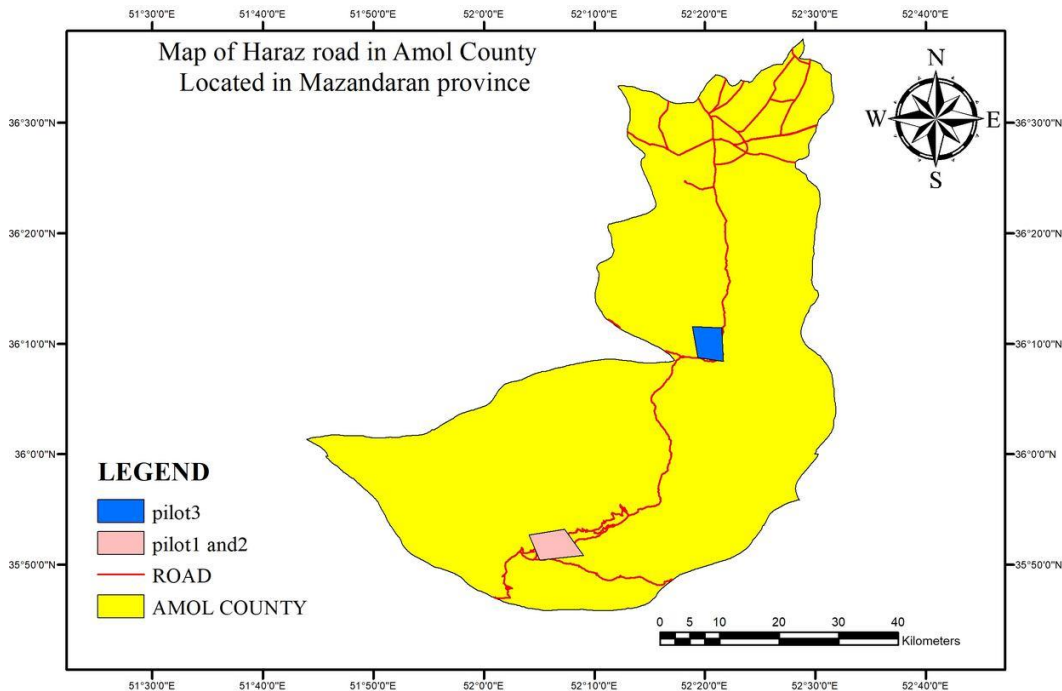 51°30'0"E 51°40'0"E 51°50'0"E 52°0'0"E 52°10'0"E 52°20'0"E 52°30'0"E 52°40'0"E
Map of Haraz road in Amol County
Located in Mazandaran province
N
W E
S
36°30'0"N 36°30'0"N
36°20'0"N 36°20'0"N
36°10'0"N 36°10'0"N
36°0'0"N 36°0'0"N
35°50'0"N 35°50'0"N
LEGEND
pilot3
pilot1 and2
ROAD
AMOL COUNTY
0 5 10 20 30 40
Kilometers
51°30'0"E 51°40'0"E 51°50'0"E 52°0'0"E 52°10'0"E 52°20'0"E 52°30'0"E 52°40'0"E